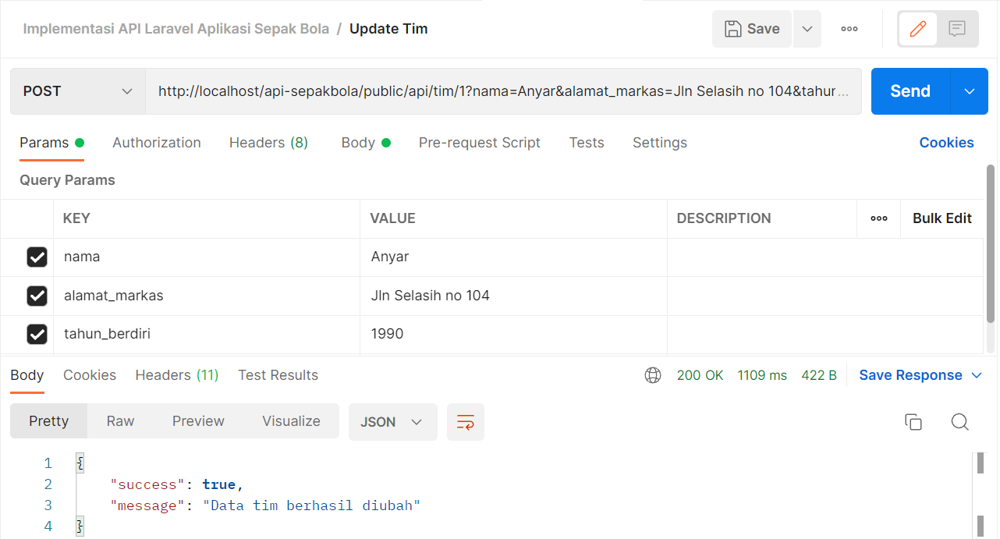 Implementasi API Laravel Aplikasi Sepak Bola / Update Tim
Save
POST
http://localhost/api-sepakbola/public/api/tim/1?nama=Anyar&alamat_markas=Jln Selasih no 104&tahur...
Send
Params Authorization Headers (8) Body Pre-request Script Tests Settings Cookies
Query Params
KEY VALUE DESCRIPTION Bulk Edit
nama Anyar
alamat_markas Jln Selasih no 104
tahun_berdiri 1990
Body Cookies Headers (11) Test Results 200 OK 1109 ms 422 B Save Response
Pretty Raw Preview Visualize JSON
1 {
2 "success": true,
3 "message": "Data tim berhasil diubah"
4 }